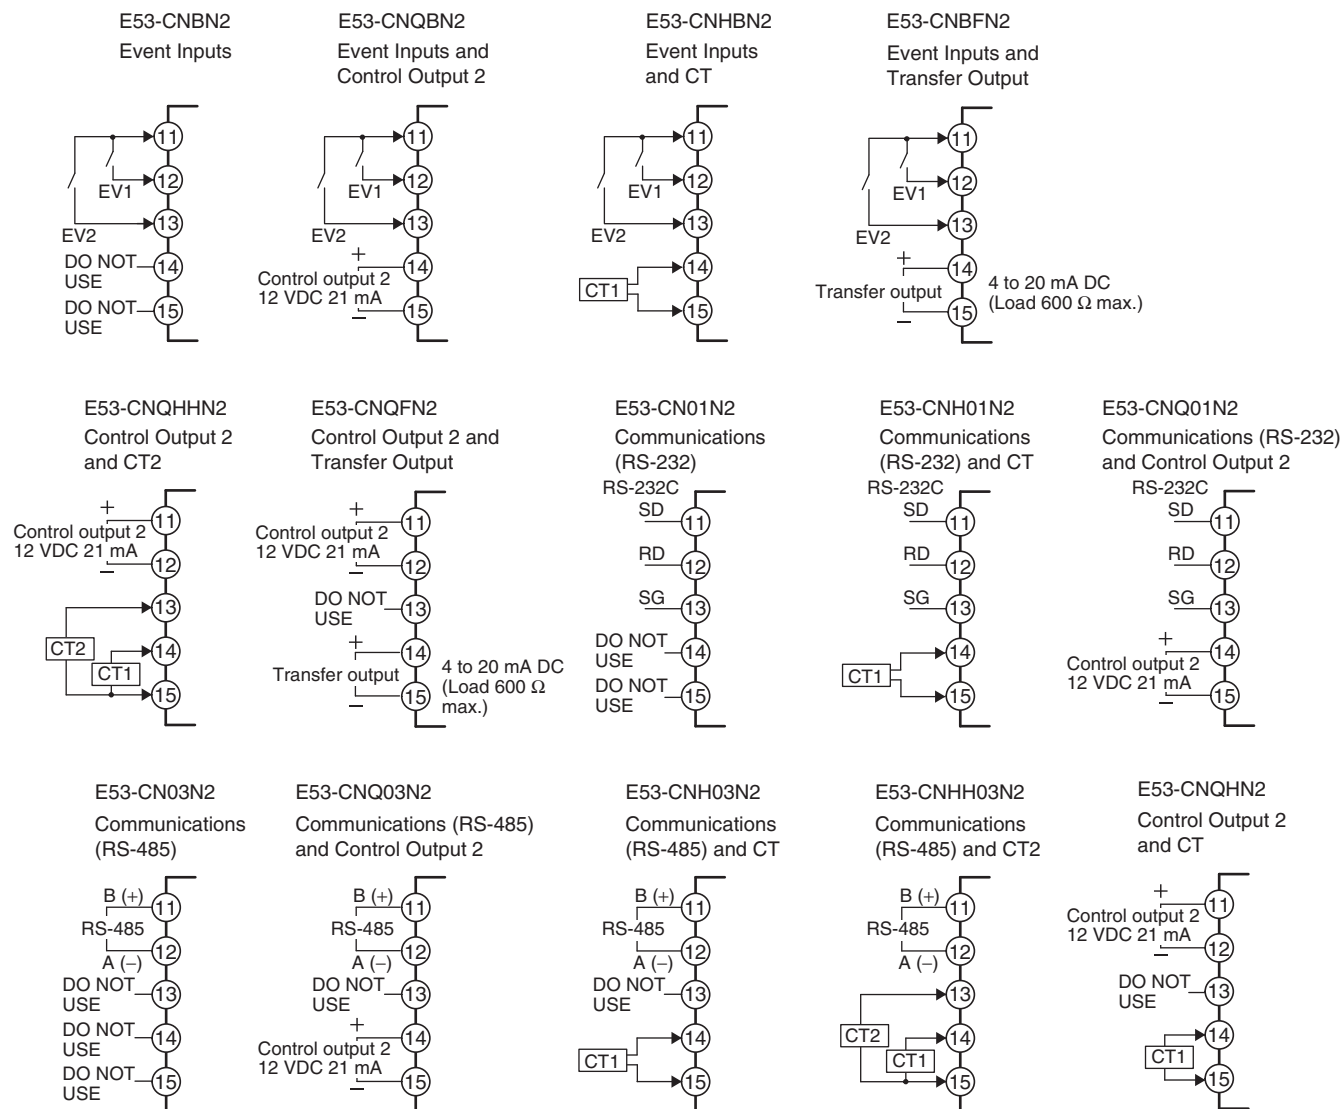 E53-CNBN2
Event Inputs
11
12
EV1
13
EV2
DO NOT
USE
14
DO NOT
USE
15
E53-CNQBN2
Event Inputs and
Control Output 2
11
12
EV1
13
EV2
+
14
Control output 2
12 VDC 21 mA
−
15
E53-CNHBN2
Event Inputs
and CT
11
12
EV1
13
EV2
14
CT1
15
E53-CNBFN2
Event Inputs and
Transfer Output
11
12
EV1
13
EV2
+
14
Transfer output
−
15
4 to 20 mA DC
(Load 600 Ω max.)
E53-CNQHHN2
Control Output 2
and CT2
+
11
Control output 2
12 VDC 21 mA
−
12
13
CT2
14
CT1
15
E53-CNQFN2
Control Output 2 and
Transfer Output
+
11
Control output 2
12 VDC 21 mA
−
12
DO NOT
USE
13
+
14
Transfer output
−
15
4 to 20 mA DC
(Load 600 Ω
max.)
E53-CN01N2
Communications
(RS-232)
RS-232C
SD
11
RD
12
SG
13
DO NOT
USE
14
DO NOT
USE
15
E53-CNH01N2
Communications
(RS-232) and CT
RS-232C
SD
11
RD
12
SG
13
14
CT1
15
E53-CNQ01N2
Communications (RS-232)
and Control Output 2
RS-232C
SD
11
RD
12
SG
13
+
14
Control output 2
12 VDC 21 mA
−
15
E53-CN03N2
Communications
(RS-485)
B (+)
11
RS-485
12
A (−)
DO NOT
USE
13
DO NOT
USE
14
DO NOT
USE
15
E53-CNQ03N2
Communications (RS-485)
and Control Output 2
B (+)
11
RS-485
12
A (−)
DO NOT
USE
13
+
14
Control output 2
12 VDC 21 mA
−
15
E53-CNH03N2
Communications
(RS-485) and CT
B (+)
11
RS-485
12
A (−)
DO NOT
USE
13
14
CT1
15
E53-CNHH03N2
Communications
(RS-485) and CT2
B (+)
11
RS-485
12
A (−)
13
CT2
14
CT1
15
E53-CNQHN2
Control Output 2
and CT
+
11
Control output 2
12 VDC 21 mA
−
12
DO NOT
USE
13
14
CT1
15